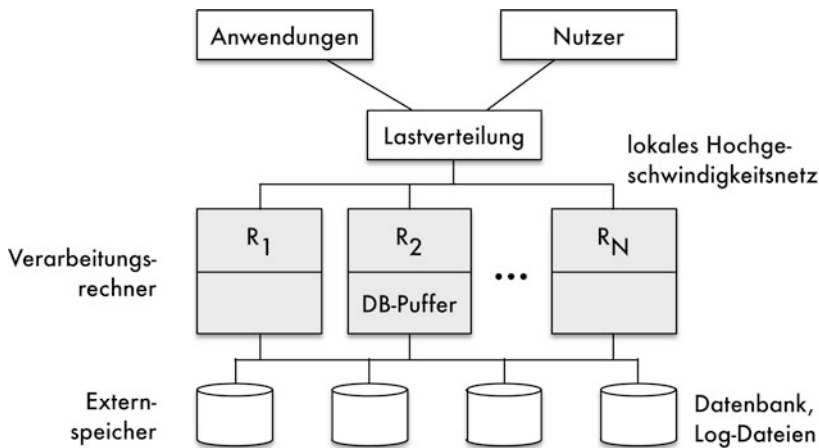 Anwendungen
Nutzer
Lastverteilung
lokales Hochge-
schwindigkeitsnetz
Verarbeitungs-
rechner
R1
R2
...
RN
DB-Puffer
Extern-
speicher
Datenbank,
Log-Dateien